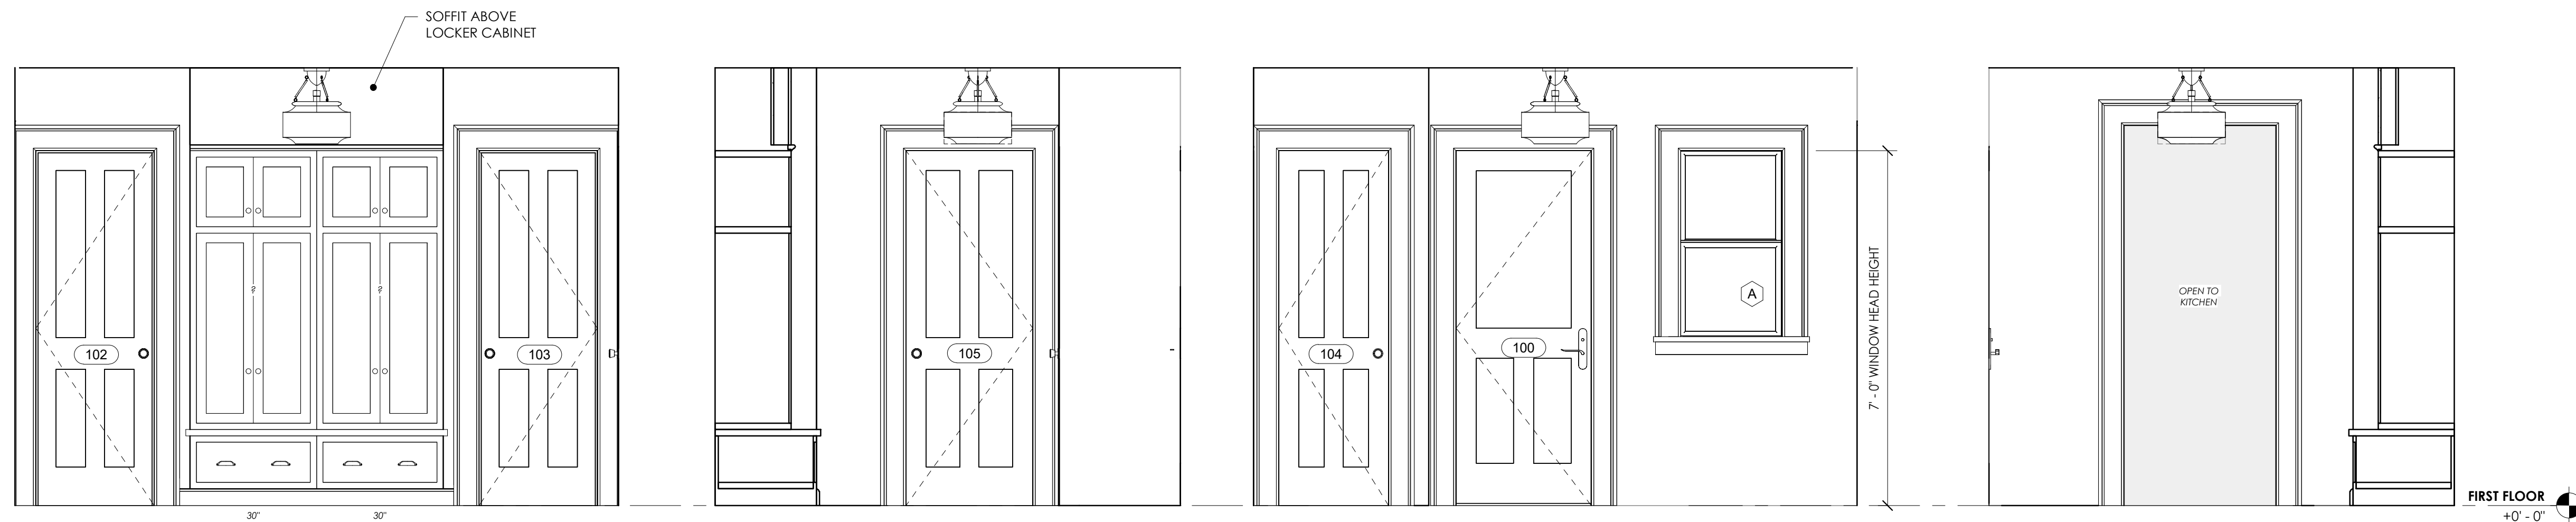 SOFFIT ABOVE
LOCKER CABINET
102
103
30"
30"
105
104
100
A
7' - 0" WINDOW HEAD HEIGHT
OPEN TO
KITCHEN
FIRST FLOOR
+0' - 0"